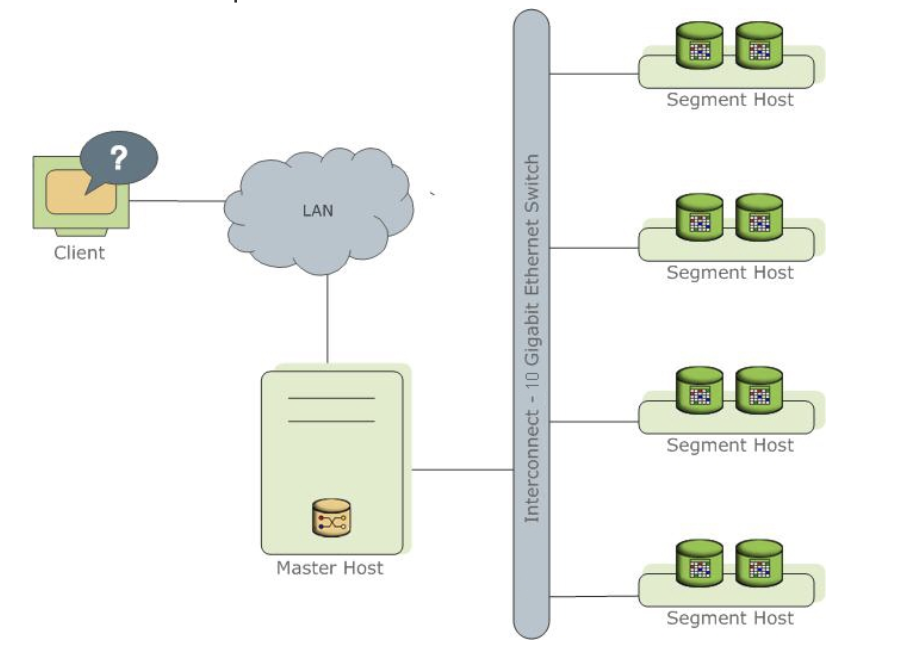 ?
Client
LAN
Master Host
Interconnect - 10 Gigabit Ethernet Switch
Segment Host
Segment Host
Segment Host
Segment Host